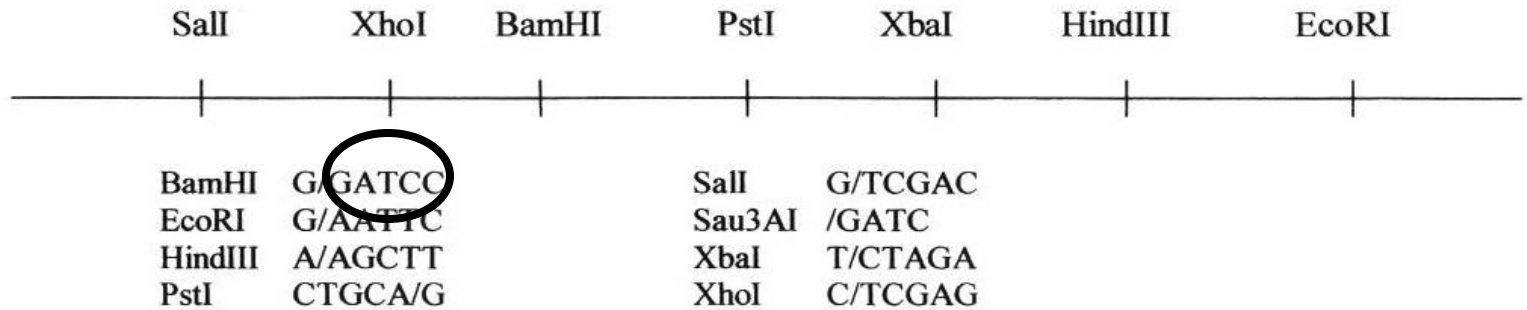 SalI XhoI BamHI PstI XbaI HindIII EcoRI
BamHI G/GATCC SalI G/TCGAC
EcoRI G/AATTC Sau3AI /GATC
HindIII A/AGCTT XbaI T/CTAGA
PstI CTGCA/G XhoI C/TCGAG